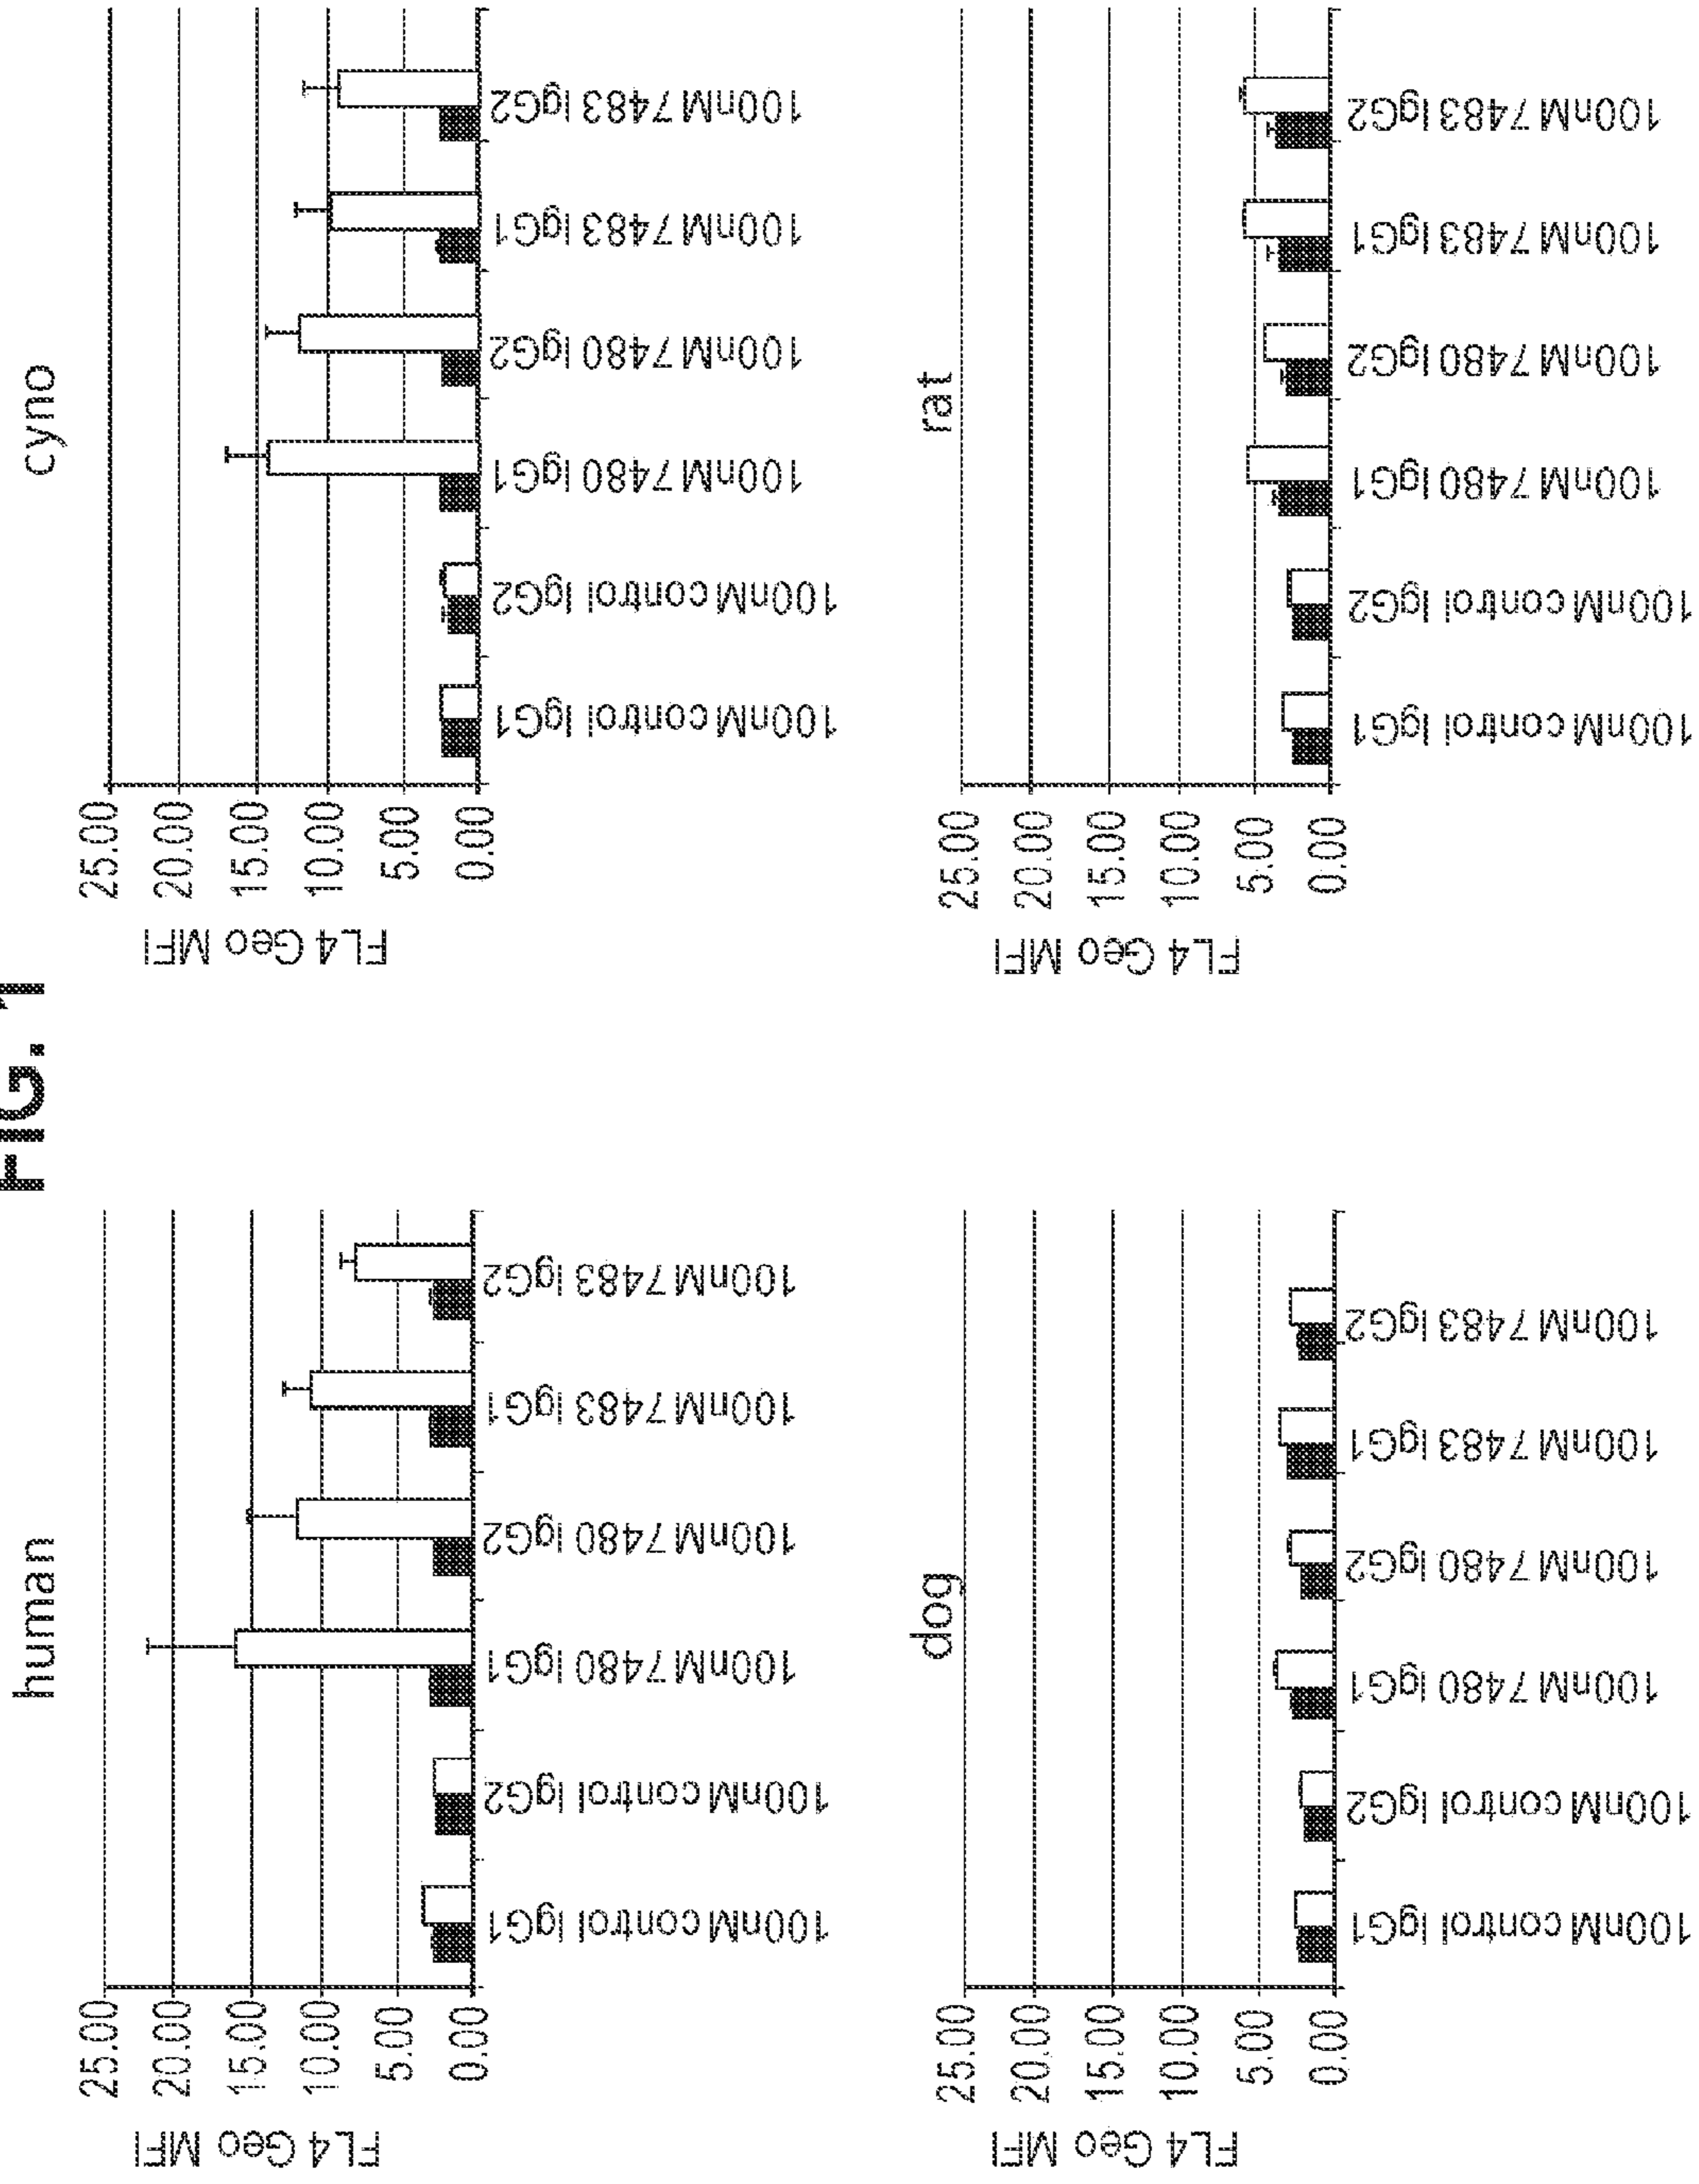 FIG. 1
human
FL4 Geo MFI
25.00
20.00
15.00
10.00
5.00
0.00
100nM control IgG1
100nM control IgG2
100nM 7480 IgG1
100nM 7480 IgG2
100nM 7483 IgG1
100nM 7483 IgG2
cyno
FL4 Geo MFI
25.00
20.00
15.00
10.00
5.00
0.00
100nM control IgG1
100nM control IgG2
100nM 7480 IgG1
100nM 7480 IgG2
100nM 7483 IgG1
100nM 7483 IgG2
dog
FL4 Geo MFI
25.00
20.00
15.00
10.00
5.00
0.00
100nM control IgG1
100nM control IgG2
100nM 7480 IgG1
100nM 7480 IgG2
100nM 7483 IgG1
100nM 7483 IgG2
rat
FL4 Geo MFI
25.00
20.00
15.00
10.00
5.00
0.00
100nM control IgG1
100nM control IgG2
100nM 7480 IgG1
100nM 7480 IgG2
100nM 7483 IgG1
100nM 7483 IgG2